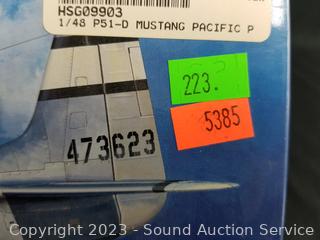 HSG09903
1/48 P51-D MUSTANG PACIFIC P
223.
5385
473623
Copyright 2023 - Sound Auction Service